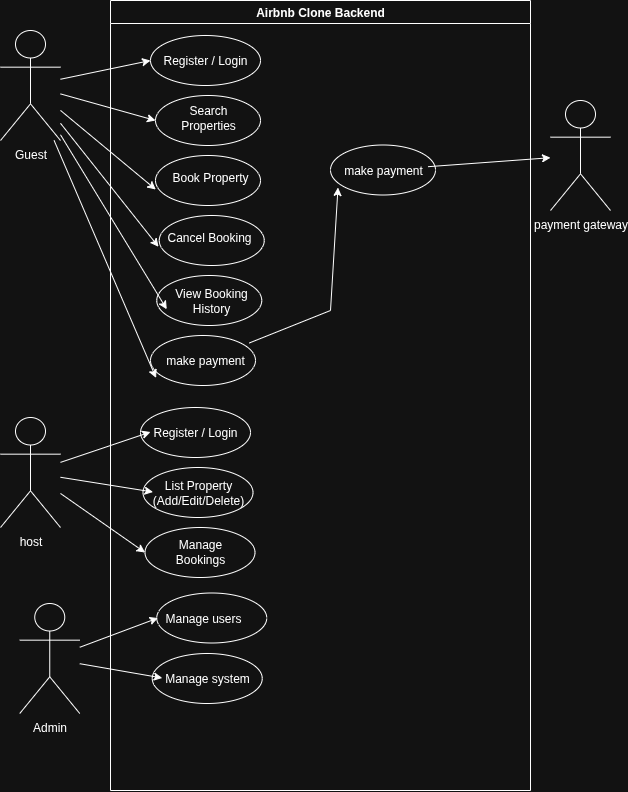 Airbnb Clone Backend
Register / Login
Search
Properties
Guest
make payment
Book Property
payment gateway
Cancel Booking
View Booking
History
make payment
Register / Login
List Property
(Add/Edit/Delete)
host
Manage
Bookings
Manage users
Manage system
Admin